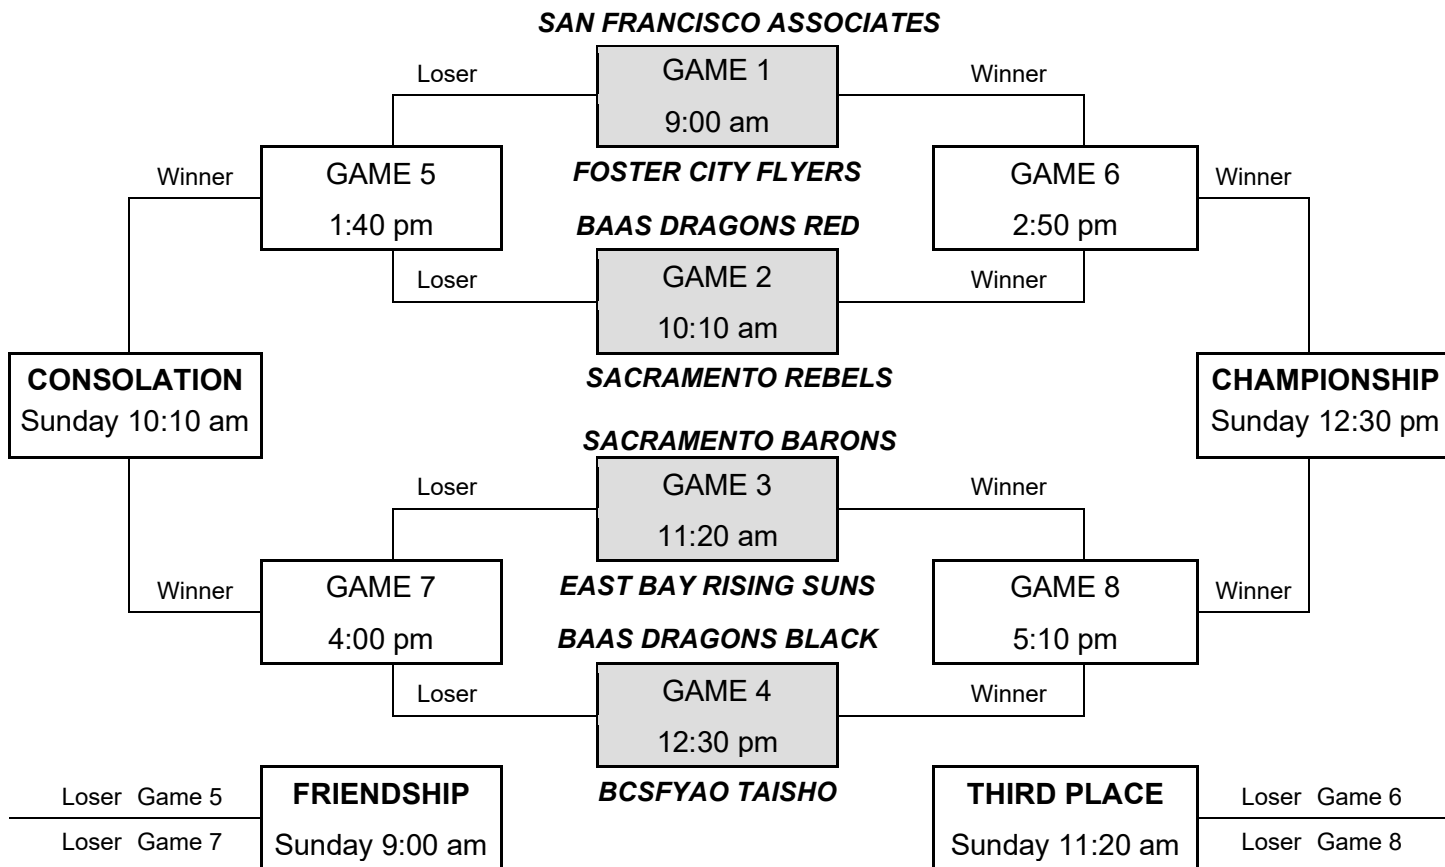 SAN FRANCISCO ASSOCIATES
Loser
GAME 1
9:00 am
Winner
Winner
GAME 5
1:40 pm
FOSTER CITY FLYERS
BAAS DRAGONS RED
GAME 6
2:50 pm
Winner
Loser
GAME 2
10:10 am
Winner
CONSOLATION
Sunday 10:10 am
SACRAMENTO REBELS
CHAMPIONSHIP
Sunday 12:30 pm
SACRAMENTO BARONS
Loser
GAME 3
11:20 am
Winner
Winner
GAME 7
4:00 pm
EAST BAY RISING SUNS
BAAS DRAGONS BLACK
GAME 8
5:10 pm
Winner
Loser
GAME 4
12:30 pm
Winner
Loser Game 5
Loser Game 7
FRIENDSHIP
Sunday 9:00 am
BCSFYAO TAISHO
THIRD PLACE
Sunday 11:20 am
Loser Game 6
Loser Game 8